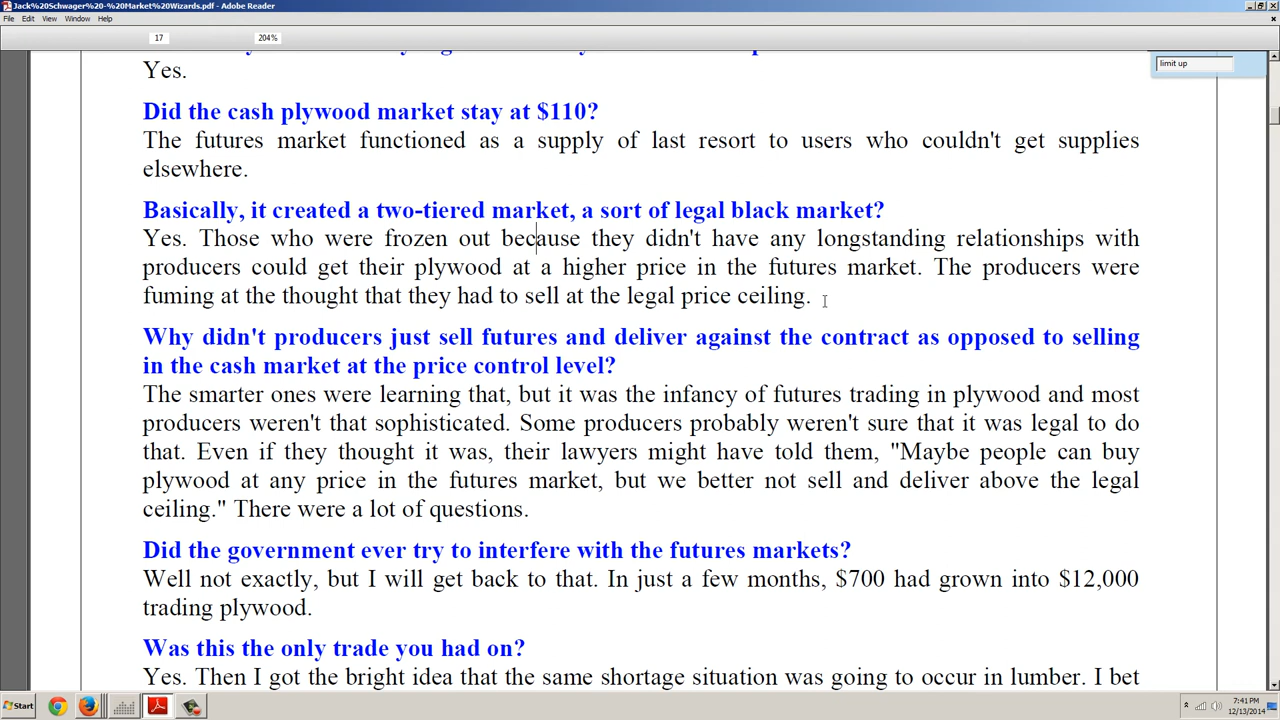 Jack%20Schwager%20-%20Market%20Wizards.pdf - Adobe Reader
File Edit View Window Help
17 204%
limit up
Yes.
Did the cash plywood market stay at $110?
The futures market functioned as a supply of last resort to users who couldn't get supplies
elsewhere.
Basically, it created a two-tiered market, a sort of legal black market?
Yes. Those who were frozen out because they didn't have any longstanding relationships with
producers could get their plywood at a higher price in the futures market. The producers were
fuming at the thought that they had to sell at the legal price ceiling.
Why didn't producers just sell futures and deliver against the contract as opposed to selling
in the cash market at the price control level?
The smarter ones were learning that, but it was the infancy of futures trading in plywood and most
producers weren't that sophisticated. Some producers probably weren't sure that it was legal to do
that. Even if they thought it was, their lawyers might have told them, "Maybe people can buy
plywood at any price in the futures market, but we better not sell and deliver above the legal
ceiling." There were a lot of questions.
Did the government ever try to interfere with the futures markets?
Well not exactly, but I will get back to that. In just a few months, $700 had grown into $12,000
trading plywood.
Was this the only trade you had on?
Yes. Then I got the bright idea that the same shortage situation was going to occur in lumber. I bet
Start
7:41 PM
12/13/2014